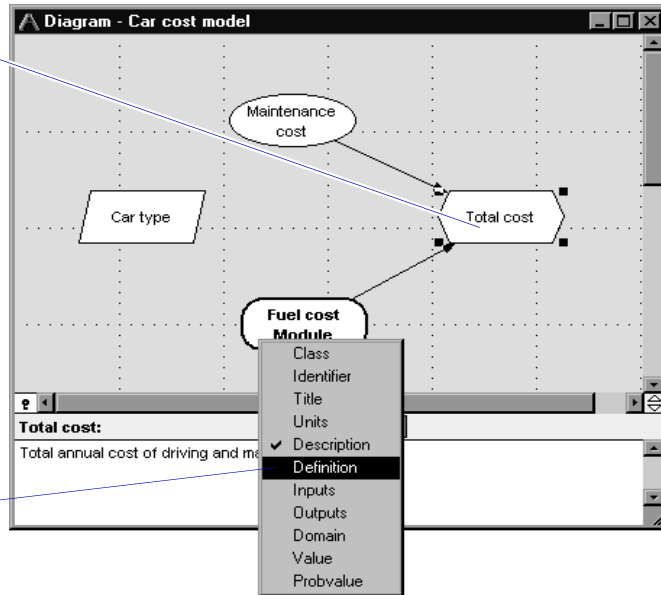 Diagram - Car cost model
Maintenance
cost
Car type
Total cost
Fuel cost
Module
Class
Identifier
Title
Units
Description
Definition
Inputs
Outputs
Domain
Value
Probvalue
Total cost:
Total annual cost of driving and